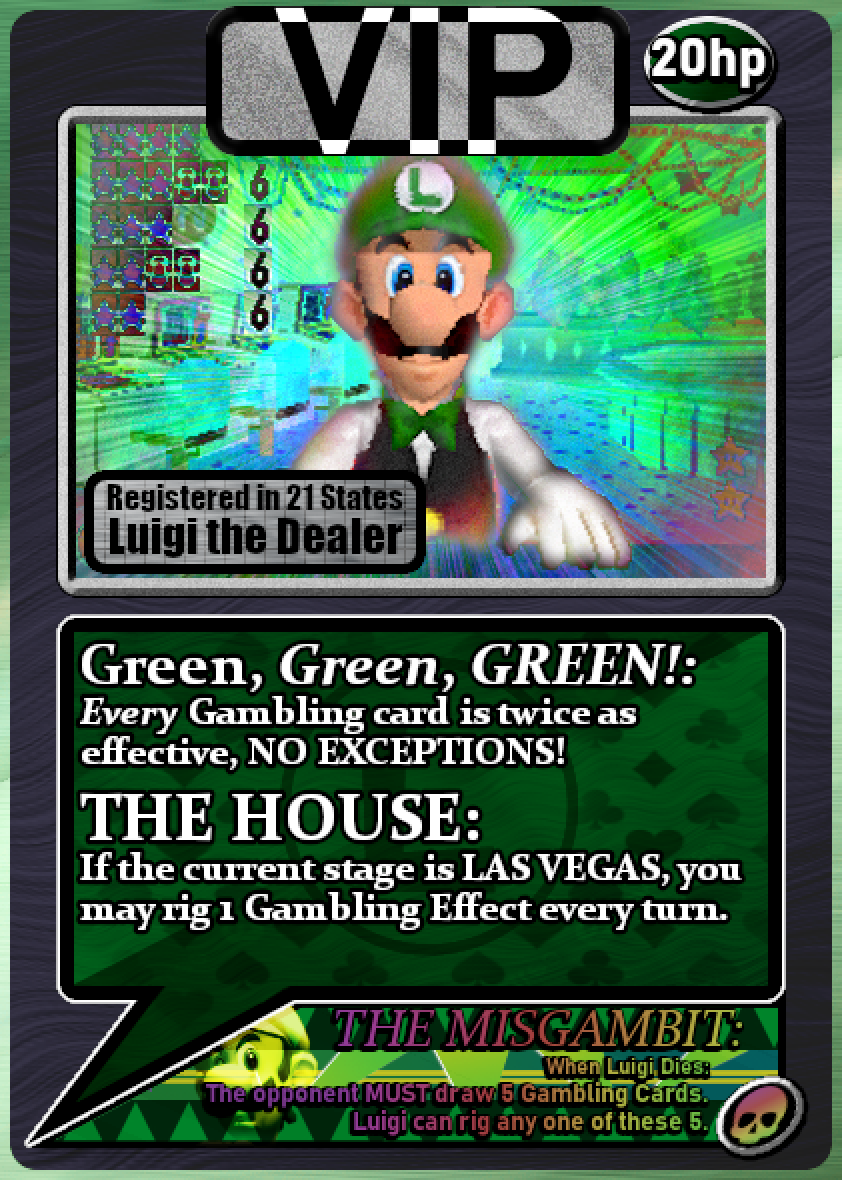 VIP
20hp
6
6
6
6
L
Registered in 21 States
Luigi the Dealer
Green, Green, GREEN!:
Every Gambling card is twice as
effective, NO EXCEPTIONS!
THE HOUSE:
If the current stage is LAS VEGAS, you
may rig 1 Gambling Effect every turn.
THE MISGAMBIT:
When Luigi Dies:
The opponent MUST draw 5 Gambling Cards.
Luigi can rig any one of these 5.